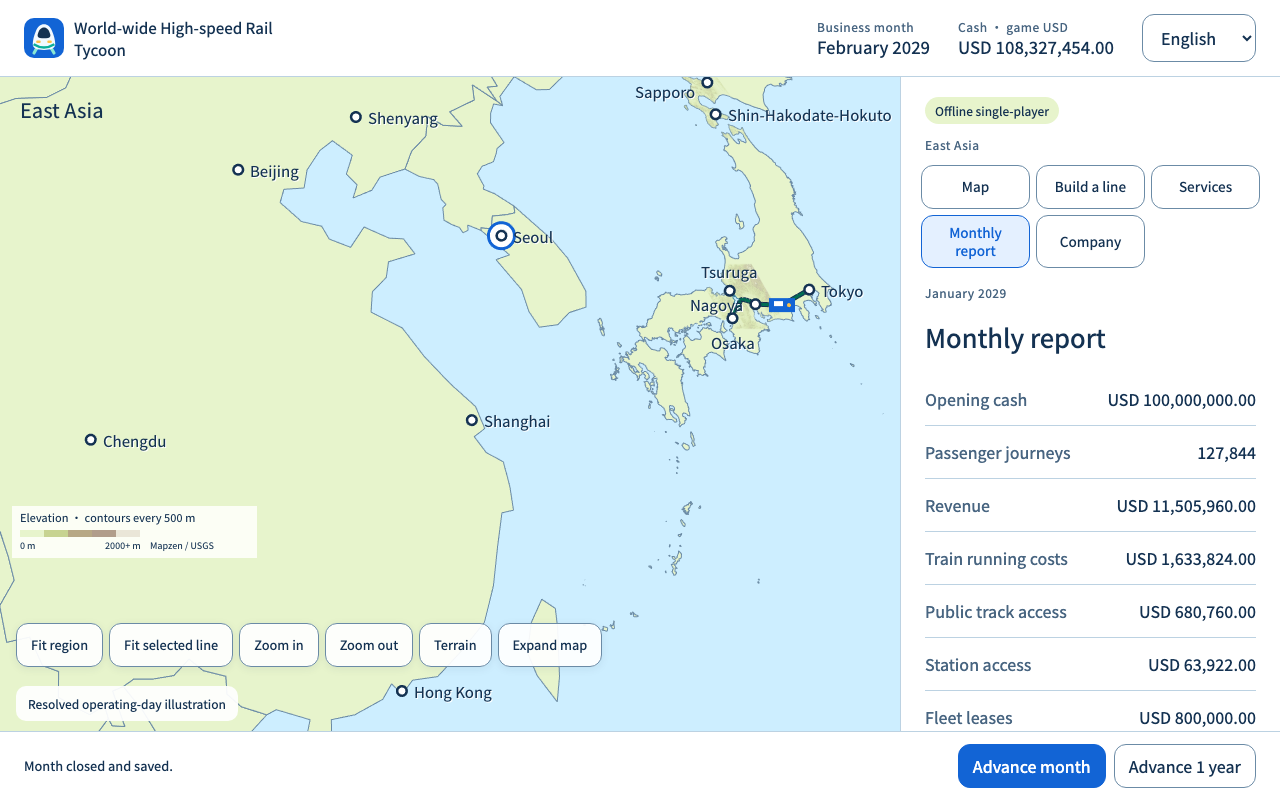 World-wide High-speed Rail
Tycoon
Business month
February 2029
Cash · game USD
USD 108,327,454.00
English
East Asia
Sapporo
Shin-Hakodate-Hokuto
Shenyang
Beijing
Seoul
Tsuruga
Tokyo
Nagoya
Osaka
Shanghai
Chengdu
Elevation · contours every 500 m
0 m
2000+ m
Mapzen / USGS
Fit region
Fit selected line
Zoom in
Zoom out
Terrain
Expand map
Hong Kong
Resolved operating-day illustration
Offline single-player
East Asia
Map
Build a line
Services
Monthly
report
Company
January 2029
Monthly report
Opening cash USD 100,000,000.00
Passenger journeys 127,844
Revenue USD 11,505,960.00
Train running costs USD 1,633,824.00
Public track access USD 680,760.00
Station access USD 63,922.00
Fleet leases USD 800,000.00
Month closed and saved.
Advance month
Advance 1 year